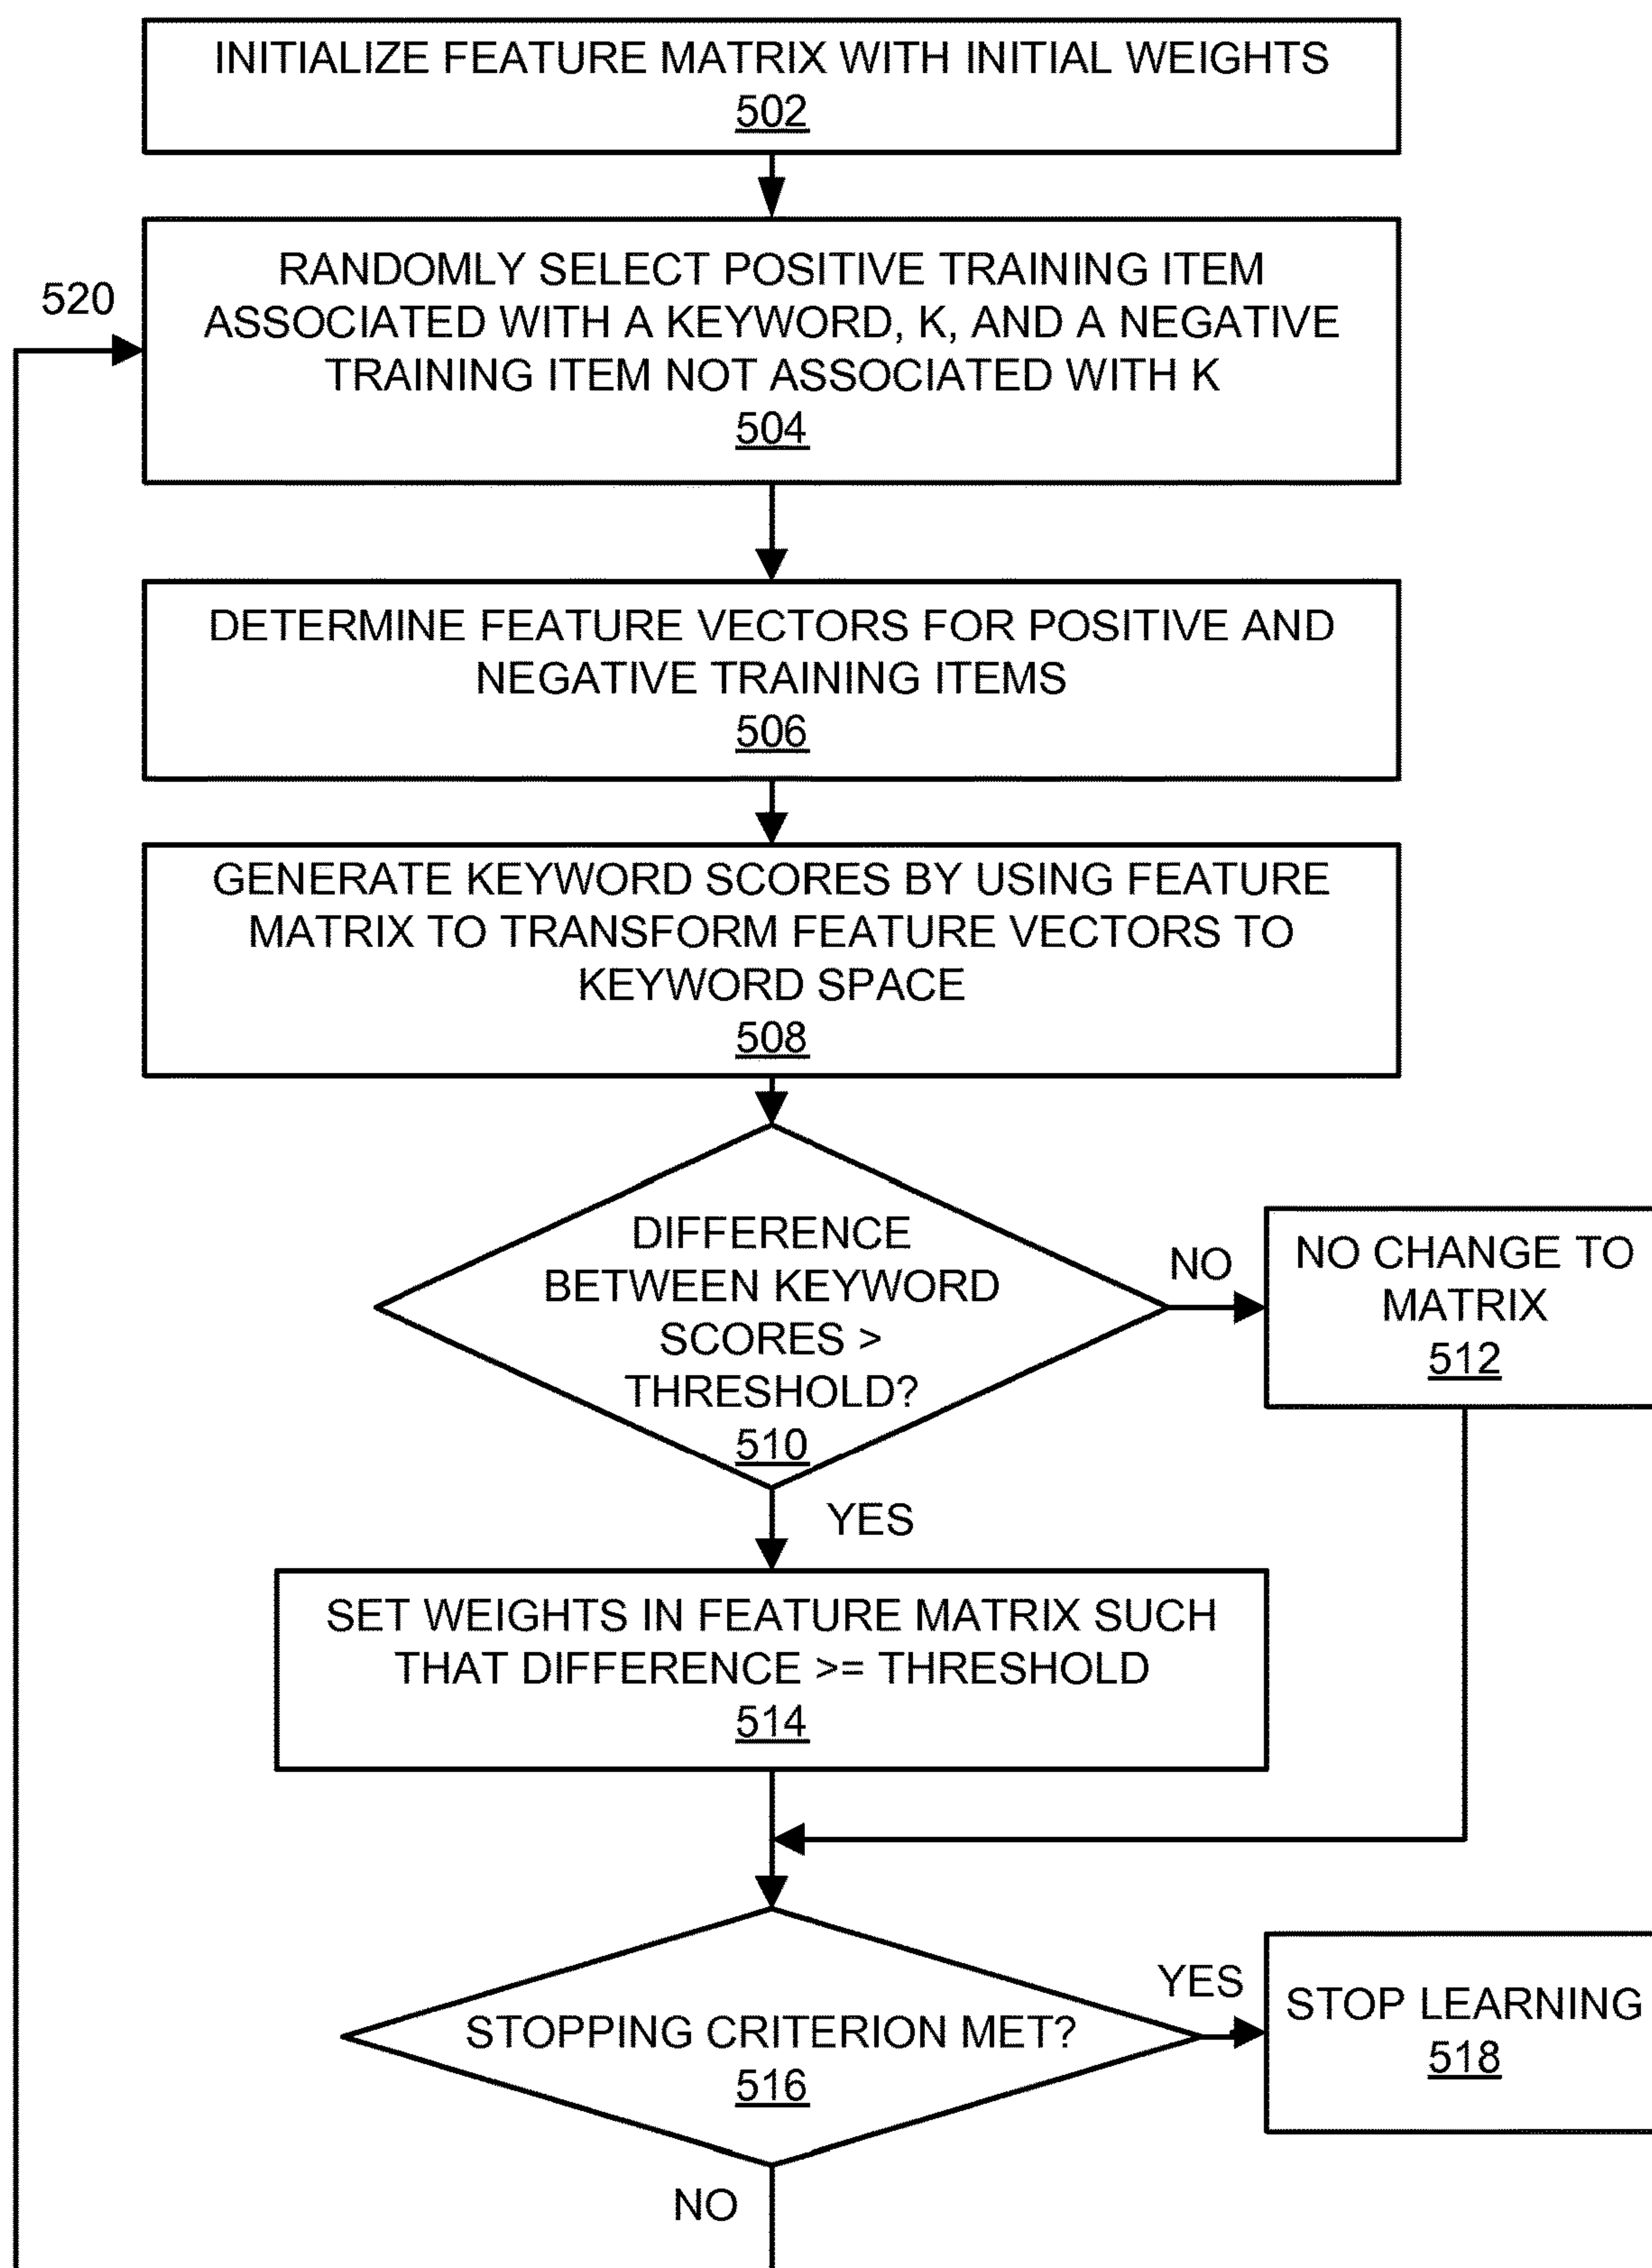 INITIALIZE FEATURE MATRIX WITH INITIAL WEIGHTS
502
520
RANDOMLY SELECT POSITIVE TRAINING ITEM
ASSOCIATED WITH A KEYWORD, K, AND A NEGATIVE
TRAINING ITEM NOT ASSOCIATED WITH K
504
DETERMINE FEATURE VECTORS FOR POSITIVE AND
NEGATIVE TRAINING ITEMS
506
GENERATE KEYWORD SCORES BY USING FEATURE
MATRIX TO TRANSFORM FEATURE VECTORS TO
KEYWORD SPACE
508
DIFFERENCE
BETWEEN KEYWORD
SCORES >
THRESHOLD?
510
NO
NO CHANGE TO
MATRIX
512
YES
SET WEIGHTS IN FEATURE MATRIX SUCH
THAT DIFFERENCE >= THRESHOLD
514
STOPPING CRITERION MET?
516
YES
STOP LEARNING
518
NO